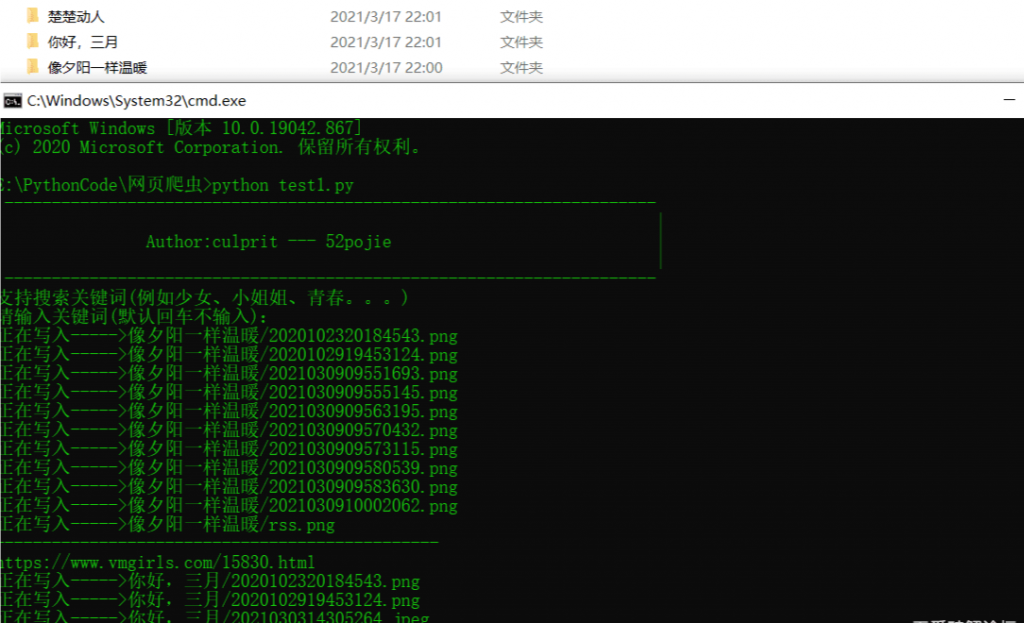 楚楚动人 2021/3/17 22:01 文件夹
你好，三月 2021/3/17 22:01 文件夹
像夕阳一样温暖 2021/3/17 22:00 文件夹
C:\Windows\System32\cmd.exe
Microsoft Windows [版本 10.0.19042.867]
(c) 2020 Microsoft Corporation. 保留所有权利。
E:\PythonCode\网页爬虫>python test1.py
Author:culprit --- 52pojie
支持搜索关键词(例如少女、小姐姐、青春。。。)
请输入关键词(默认回车不输入):
正在写入----->像夕阳一样温暖/2020102320184543.png
正在写入----->像夕阳一样温暖/2020102919453124.png
正在写入----->像夕阳一样温暖/2021030909551693.png
正在写入----->像夕阳一样温暖/2021030909555145.png
正在写入----->像夕阳一样温暖/2021030909563195.png
正在写入----->像夕阳一样温暖/2021030909570432.png
正在写入----->像夕阳一样温暖/2021030909573115.png
正在写入----->像夕阳一样温暖/2021030909580539.png
正在写入----->像夕阳一样温暖/2021030909583630.png
正在写入----->像夕阳一样温暖/2021030910002062.png
正在写入----->像夕阳一样温暖/rss.png
https://www.vmgirls.com/15830.html
正在写入----->你好，三月/2020102320184543.png
正在写入----->你好，三月/2020102919453124.png
正在写入----->你好，三月/2021030314305264.jpeg